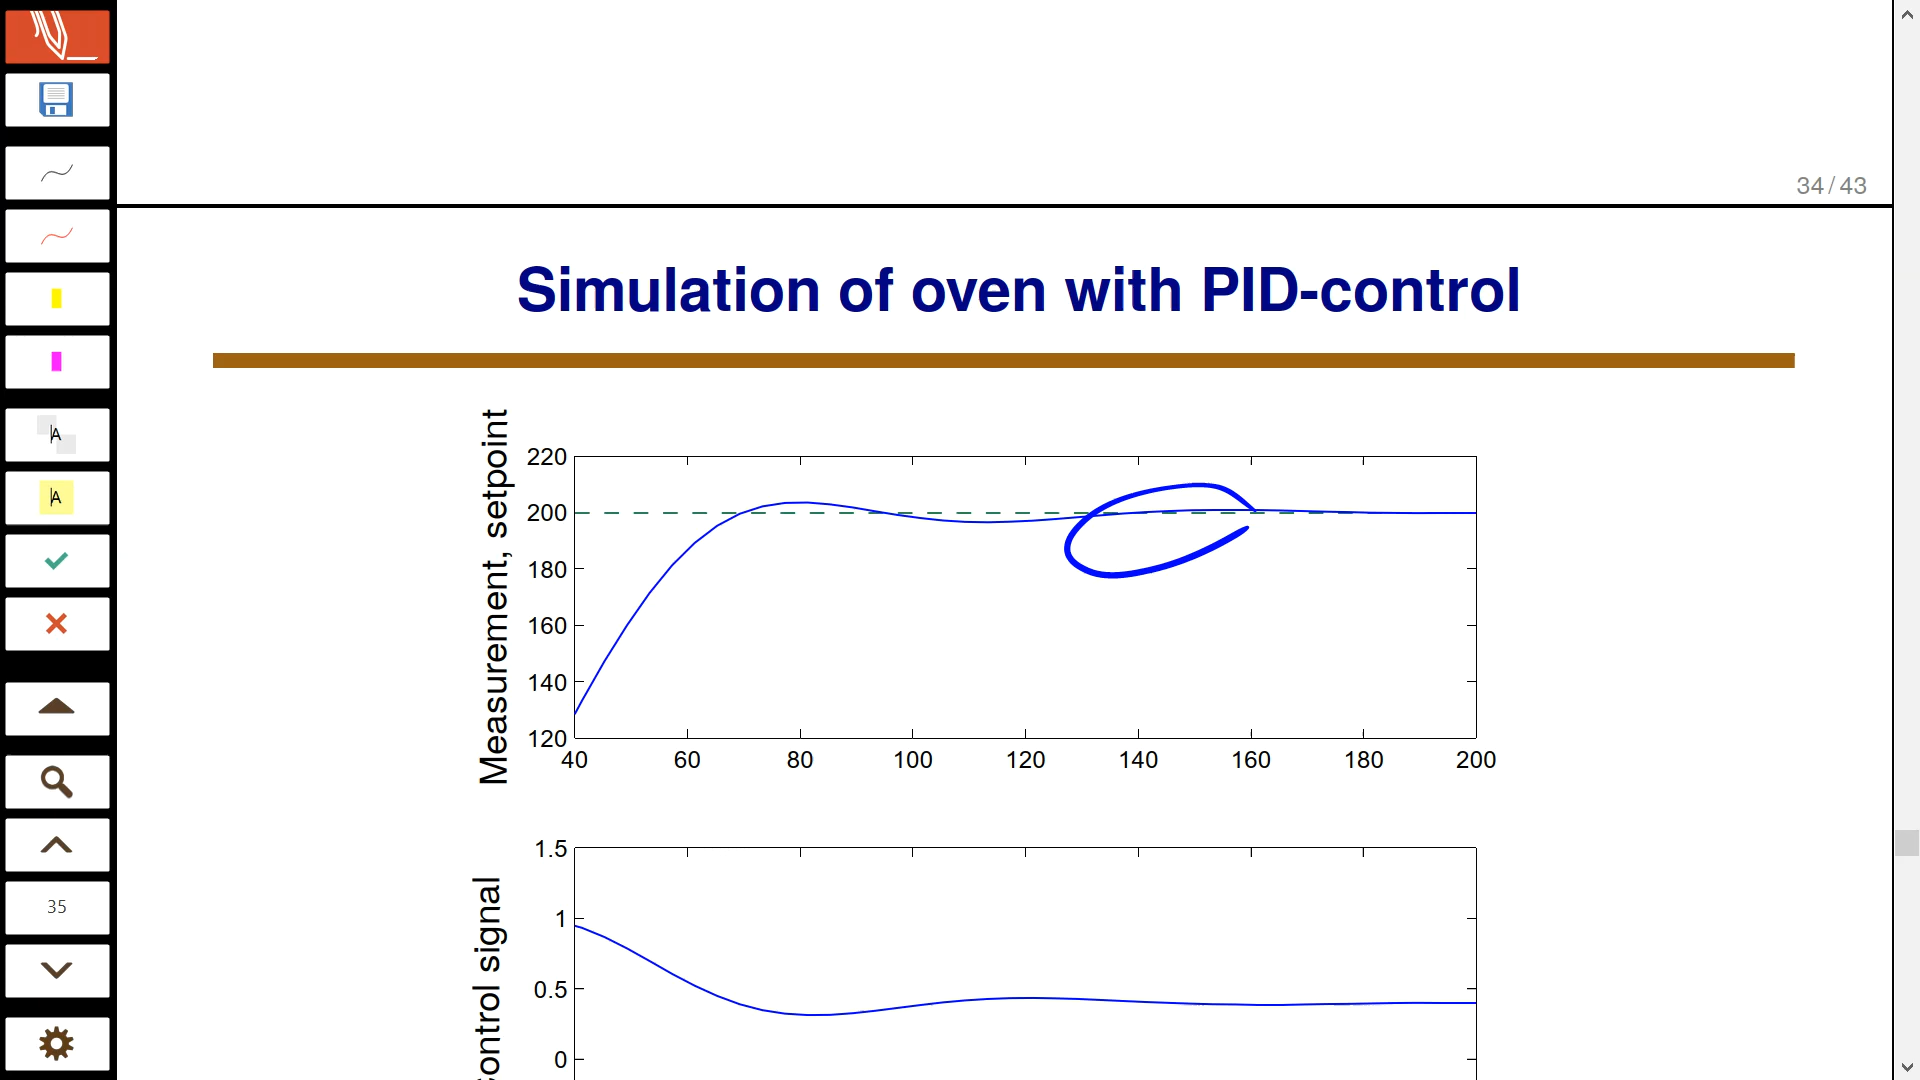 34/43
Simulation of oven with PID-control
Measurement, setpoint
220
200
180
160
140
120
40 60 80 100 120 140 160 180 200
ontrol signal
1.5
1
0.5
0
A
A
35